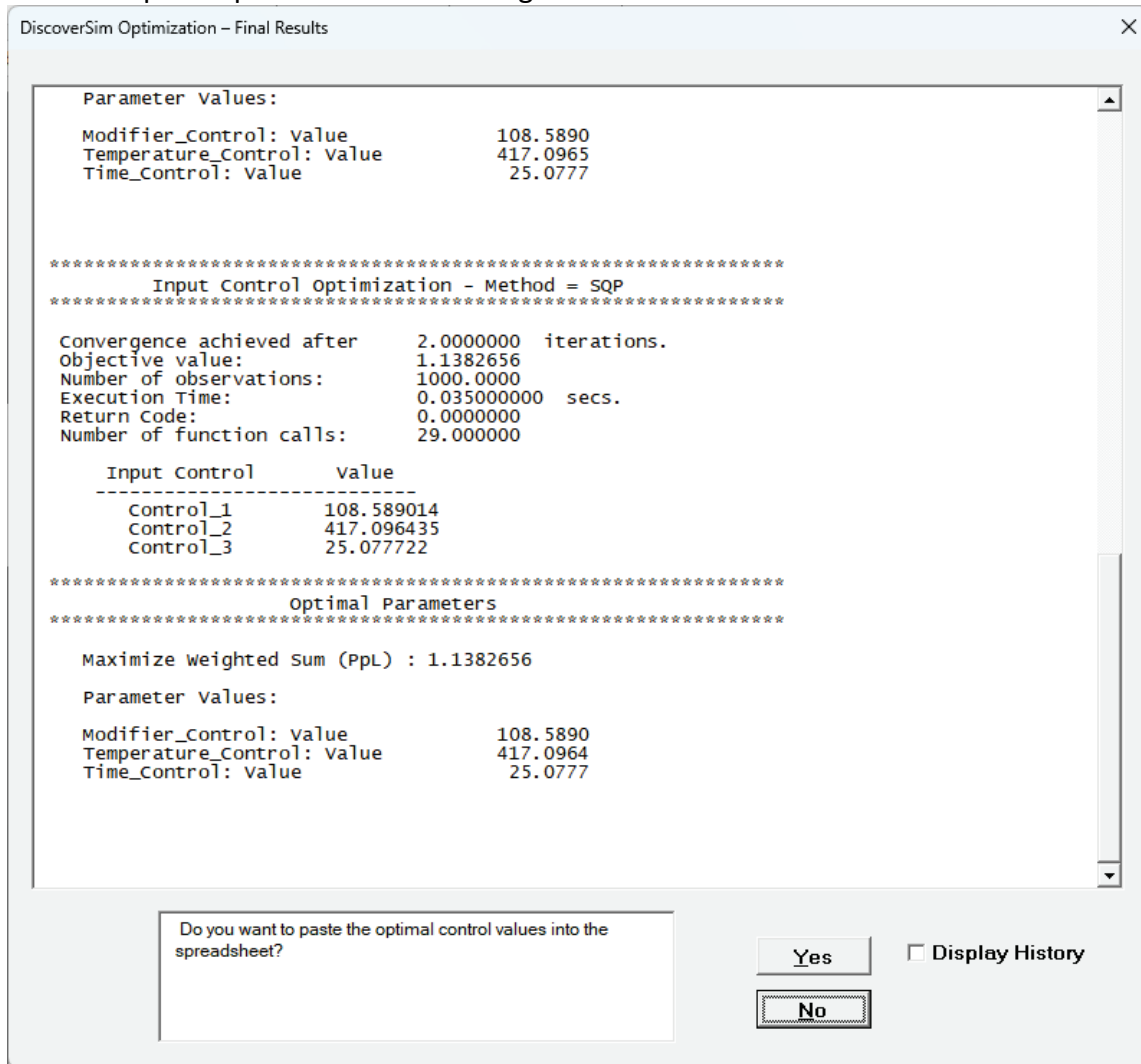 DiscoverSim Optimization – Final Results
Parameter Values:
Modifier_Control: Value 108.5890
Temperature_Control: Value 417.0965
Time_Control: Value 25.0777
****************************************************************
Input Control Optimization - Method = SQP
****************************************************************
Convergence achieved after 2.0000000 iterations.
Objective value: 1.1382656
Number of observations: 1000.0000
Execution Time: 0.035000000 secs.
Return Code: 0.0000000
Number of function calls: 29.000000
Input Control Value
----------------------------
Control_1 108.589014
Control_2 417.096435
Control_3 25.077722
****************************************************************
Optimal Parameters
****************************************************************
Maximize Weighted Sum (PpL) : 1.1382656
Parameter Values:
Modifier_Control: Value 108.5890
Temperature_Control: Value 417.0964
Time_Control: Value 25.0777
Do you want to paste the optimal control values into the
spreadsheet?
Yes
Display History
No